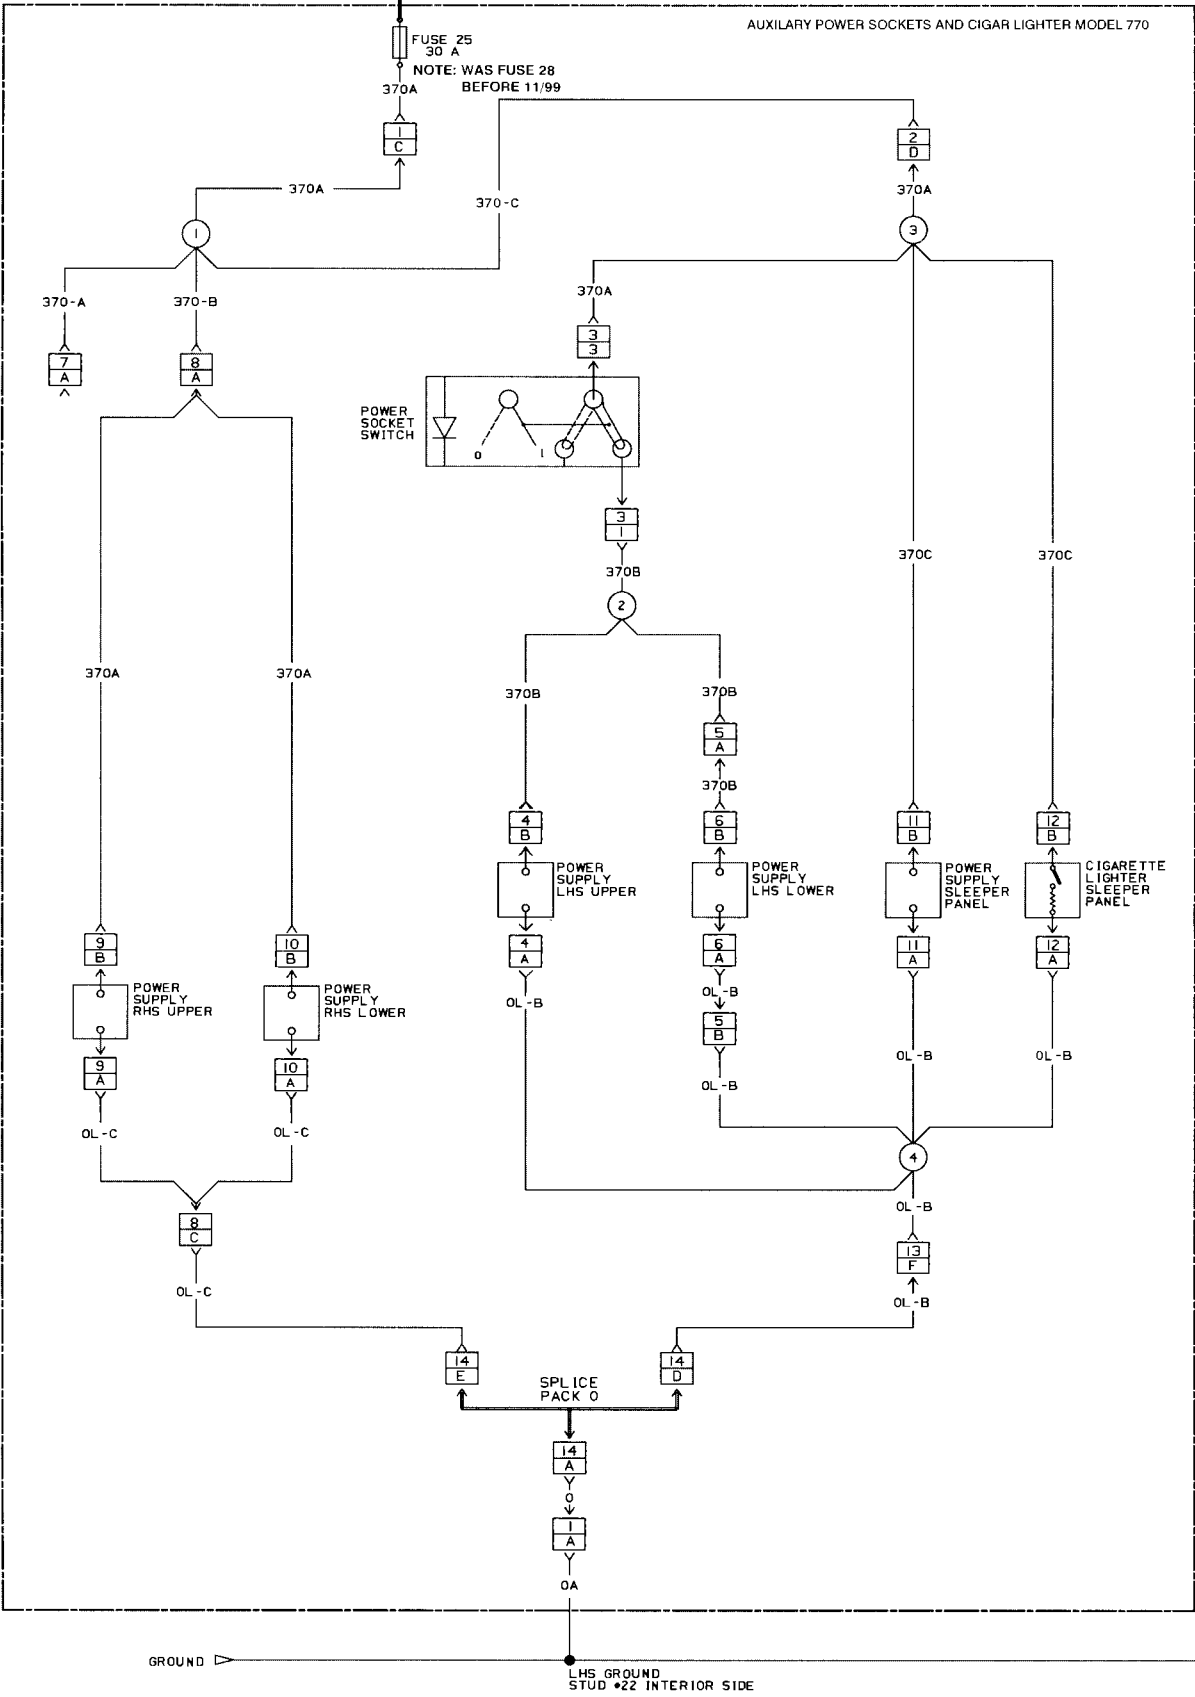 AUXILARY POWER SOCKETS AND CIGAR LIGHTER MODEL 770
FUSE 25
30 A
NOTE: WAS FUSE 28
BEFORE 11/99
370A
1
C
2
D
370A
370-C
370A
1
3
370A
370-A
370-B
3
3
7
A
8
A
POWER
SOCKET
SWITCH
0
1
3
1
370B
370C
370C
2
370A
370A
370B
370B
5
A
370B
4
B
6
B
11
B
12
B
POWER
SUPPLY
LHS UPPER
POWER
SUPPLY
LHS LOWER
POWER
SUPPLY
SLEEPER
PANEL
CIGARETTE
LIGHTER
SLEEPER
PANEL
9
B
10
B
4
A
6
A
11
A
12
A
POWER
SUPPLY
RHS UPPER
POWER
SUPPLY
RHS LOWER
OL-B
OL-B
5
B
9
A
10
A
OL-B
OL-B
OL-B
OL-C
OL-C
4
8
C
OL-B
13
F
OL-C
OL-B
14
E
14
D
SPLICE
PACK 0
14
A
0
1
A
0A
GROUND
LHS GROUND
STUD #22 INTERIOR SIDE